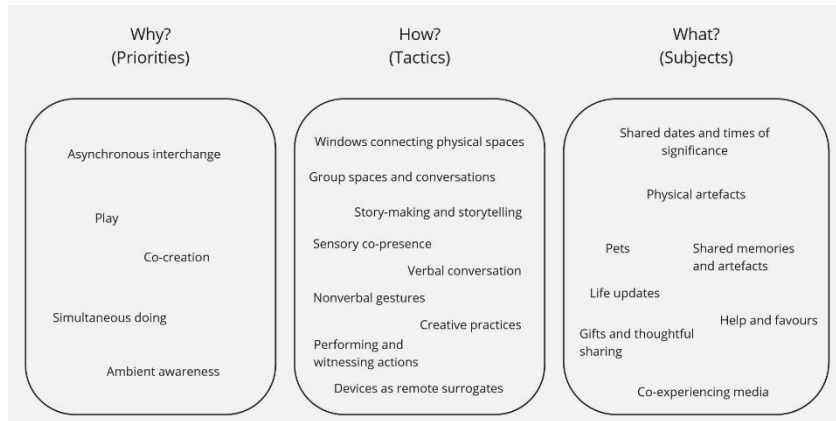 Why?
(Priorities)
Asynchronous interchange
Play
Co-creation
Simultaneous doing
Ambient awareness
How?
(Tactics)
Windows connecting physical spaces
Group spaces and conversations
Story-making and storytelling
Sensory co-presence
Verbal conversation
Nonverbal gestures
Creative practices
Performing and
witnessing actions
Devices as remote surrogates
What?
(Subjects)
Shared dates and times of
significance
Physical artefacts
Pets
Shared memories
and artefacts
Life updates
Help and favours
Gifts and thoughtful
sharing
Co-experiencing media